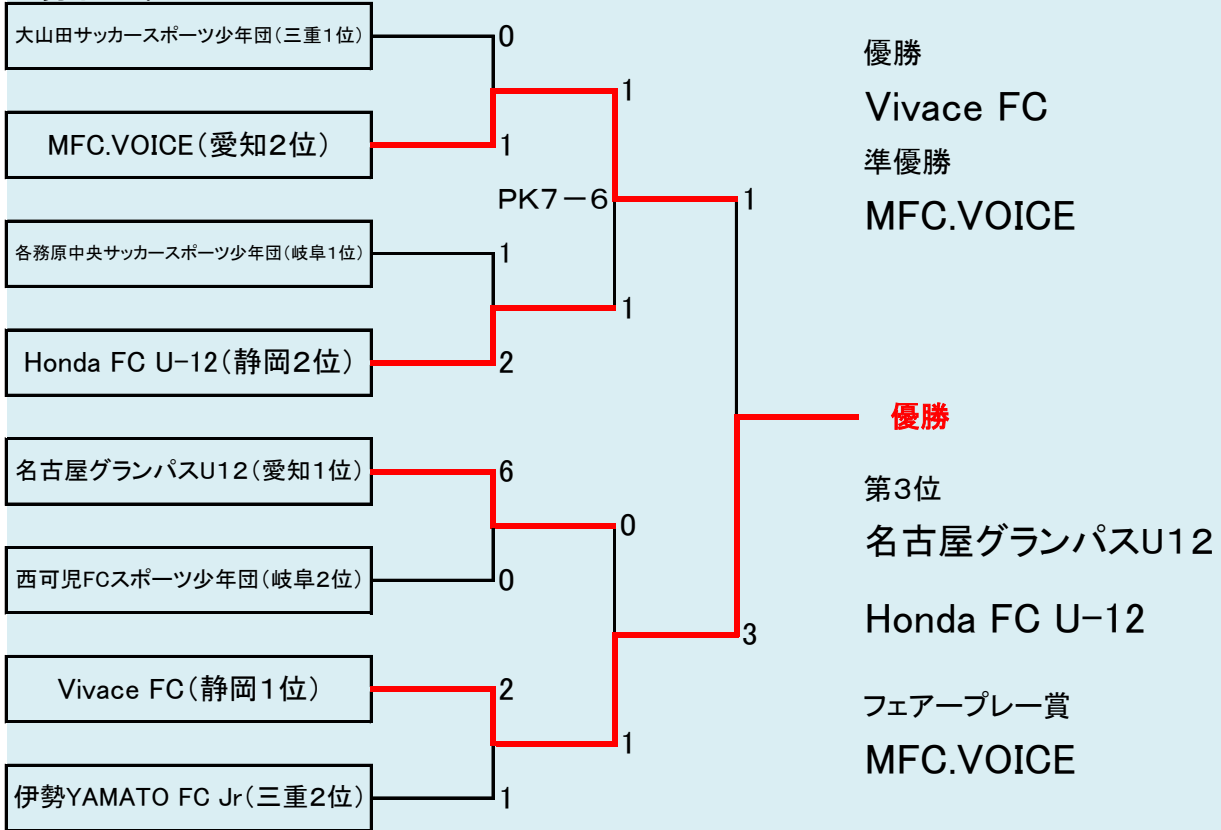 大山田サッカースポーツ少年団(三重1位)
0
1
MFC.VOICE(愛知2位)
1
PK7-6
1
各務原中央サッカースポーツ少年団(岐阜1位)
1
1
Honda FC U-12(静岡2位)
2
名古屋グランパスU12(愛知1位)
6
0
西可児FCスポーツ少年団(岐阜2位)
0
3
Vivace FC(静岡1位)
2
1
伊勢YAMATO FC Jr(三重2位)
1
優勝
Vivace FC
準優勝
MFC.VOICE
優勝
第3位
名古屋グランパスU12
Honda FC U-12
フェアープレー賞
MFC.VOICE